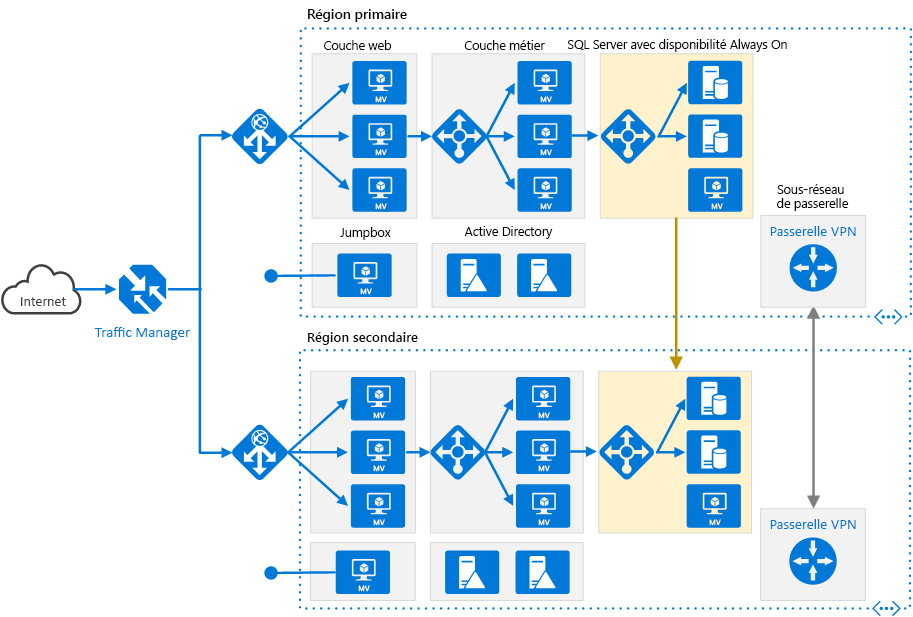 Région primaire
Couche web
Couche métier
SQL Server avec disponibilité Always On
MV
MV
MV
MV
MV
MV
MV
Sous-réseau
de passerelle
Passerelle VPN
Jumpbox
Active Directory
MV
Internet
Traffic Manager
Région secondaire
MV
MV
MV
MV
MV
MV
MV
Passerelle VPN
MV